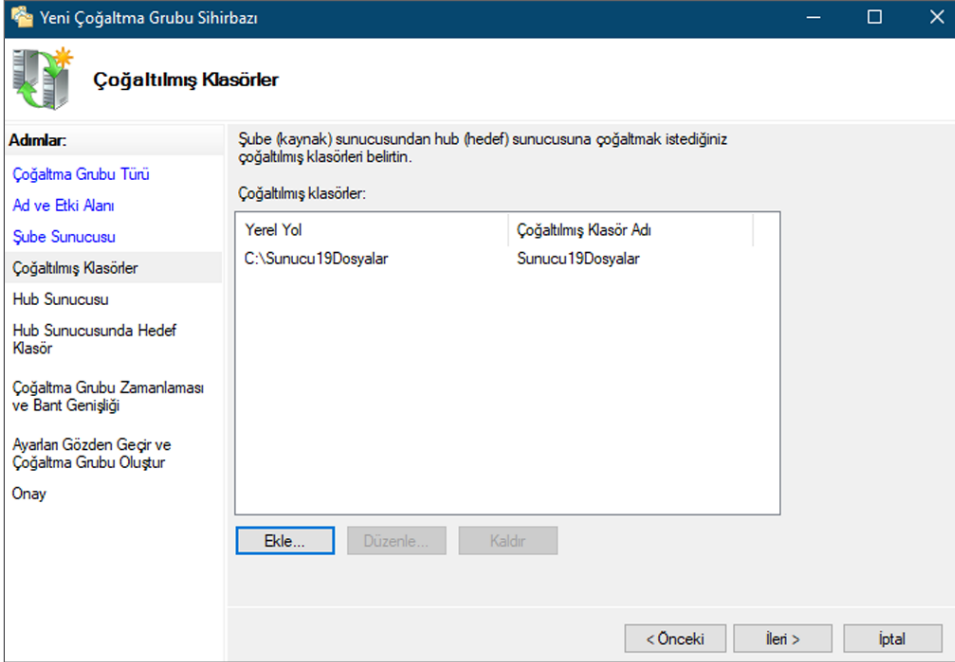 Yeni Çoğaltma Grubu Sihirbazı
Çoğaltılmış Klasörler
Adımlar:
Çoğaltma Grubu Türü
Ad ve Etki Alanı
Şube Sunucusu
Çoğaltılmış Klasörler
Hub Sunucusu
Hub Sunucusunda Hedef
Klasör
Çoğaltma Grubu Zamanlaması
ve Bant Genişliği
Ayarları Gözden Geçir ve
Çoğaltma Grubu Oluştur
Onay
Şube (kaynak) sunucusundan hub (hedef) sunucusuna çoğaltmak istediğiniz
çoğaltılmış klasörleri belirtin.
Çoğaltılmış klasörler:
Yerel Yol Çoğaltılmış Klasör Adı
C:\Sunucu19Dosyalar Sunucu19Dosyalar
Ekle... Düzenle... Kaldır
< Önceki İleri > İptal